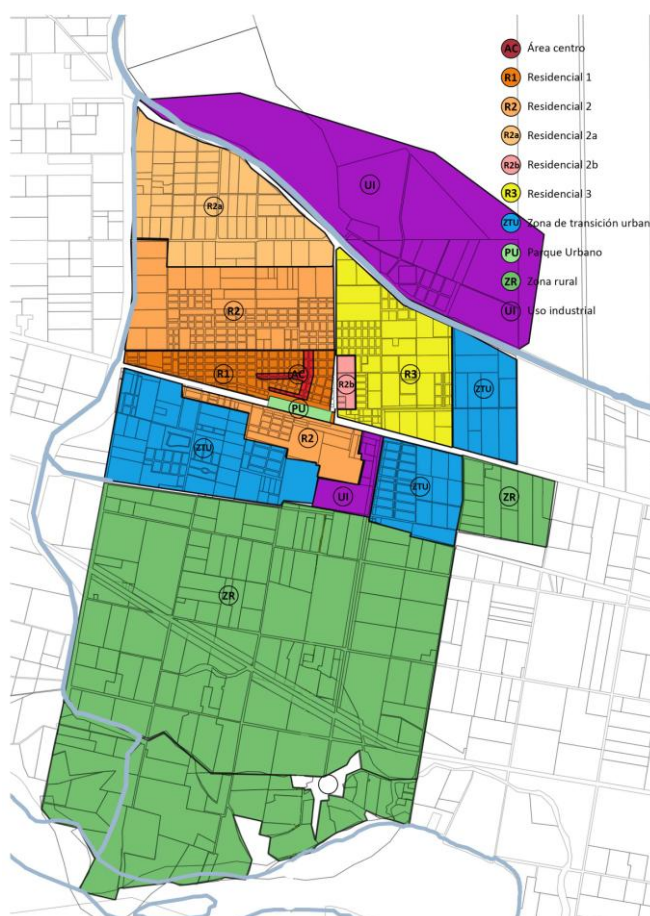 AC Área centro
R1 Residencial 1
R2 Residencial 2
R2a Residencial 2a
R2b Residencial 2b
R3 Residencial 3
ZTU Zona de transición urban
PU Parque Urbano
ZR Zona rural
UI Uso industrial
UI
R2a
R2
R1
AC
R2b
R3
ZTU
PU
R2
ZTU
UI
ZTU
ZR
ZR